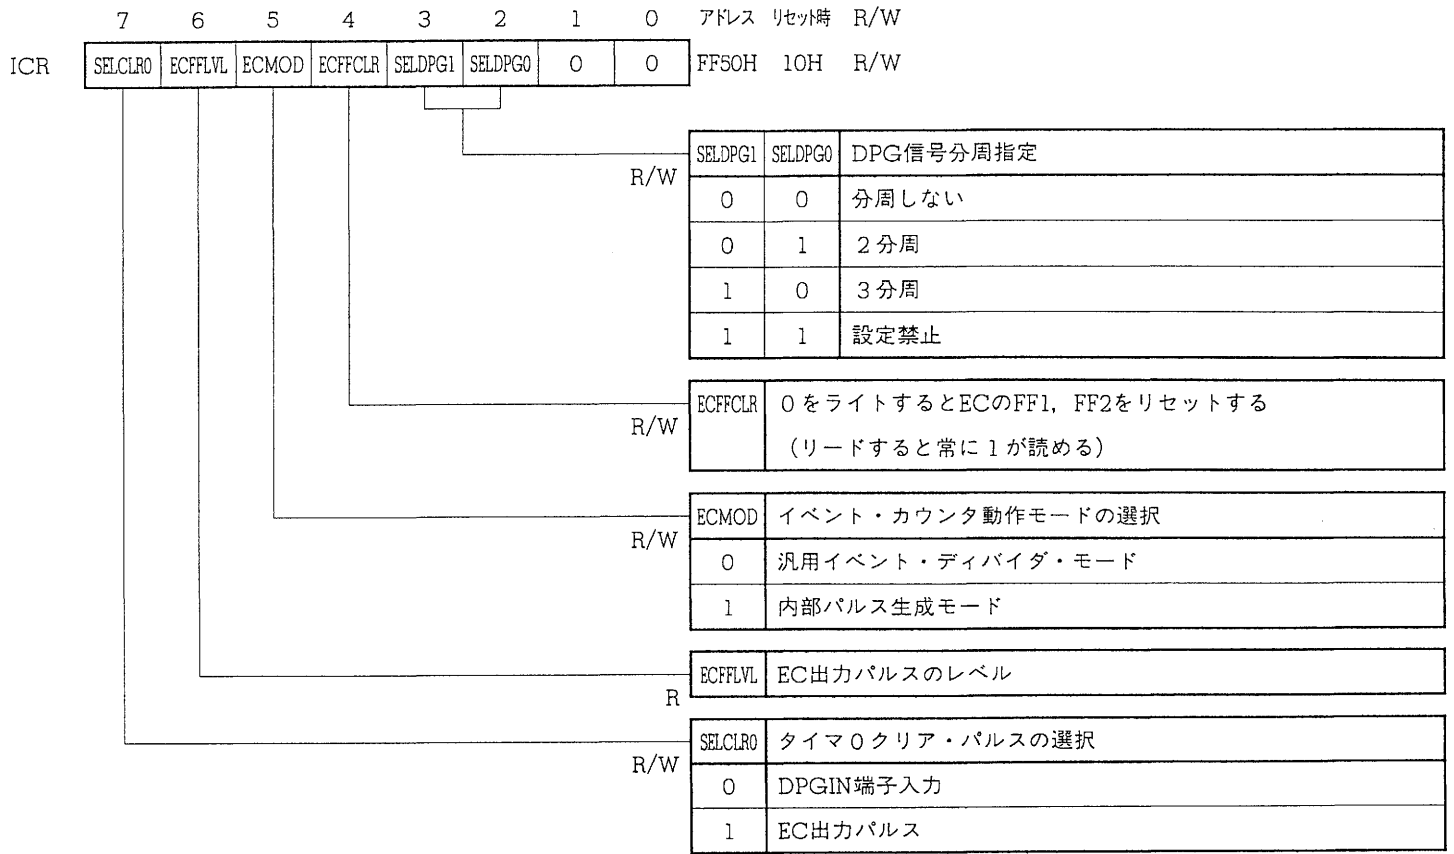 7 6 5 4 3 2 1 0 アドレス リセット時 R/W
ICR SELCLR0 ECFFLVL ECMOD ECFFCLR SELDPG1 SELDPG0 0 0 FF50H 10H R/W
R/W
SELDPG1 SELDPG0 DPG信号分周指定
0 0 分周しない
0 1 2分周
1 0 3分周
1 1 設定禁止
R/W
ECFFCLR 0をライトするとECのFF1, FF2をリセットする
(リードすると常に1が読める)
R/W
ECMOD イベント・カウンタ動作モードの選択
0 汎用イベント・ディバイダ・モード
1 内部パルス生成モード
R
ECFFLVL EC出力パルスのレベル
R/W
SELCLR0 タイマ0クリア・パルスの選択
0 DPGIN端子入力
1 EC出力パルス